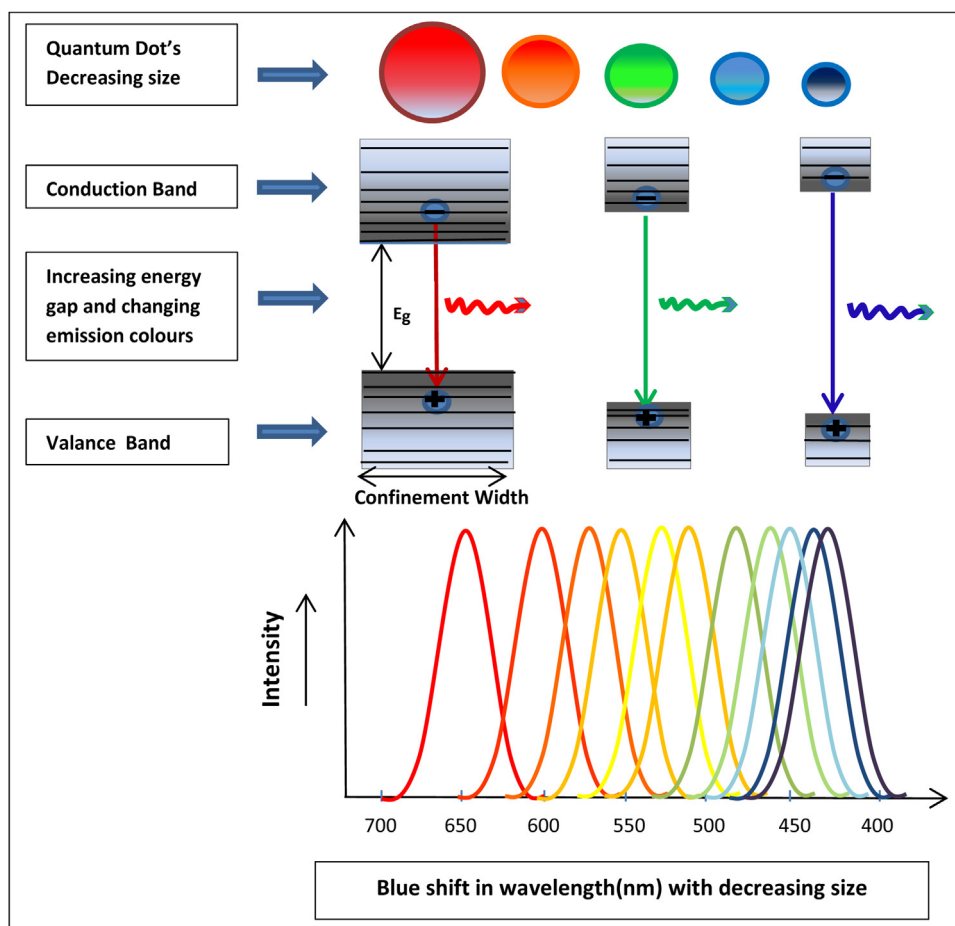 Quantum Dot's
Decreasing size
Conduction Band
Increasing energy
gap and changing
emission colours
Eg
Valance Band
Confinement Width
Intensity
700 650 600 550 500 450 400
Blue shift in wavelength(nm) with decreasing size